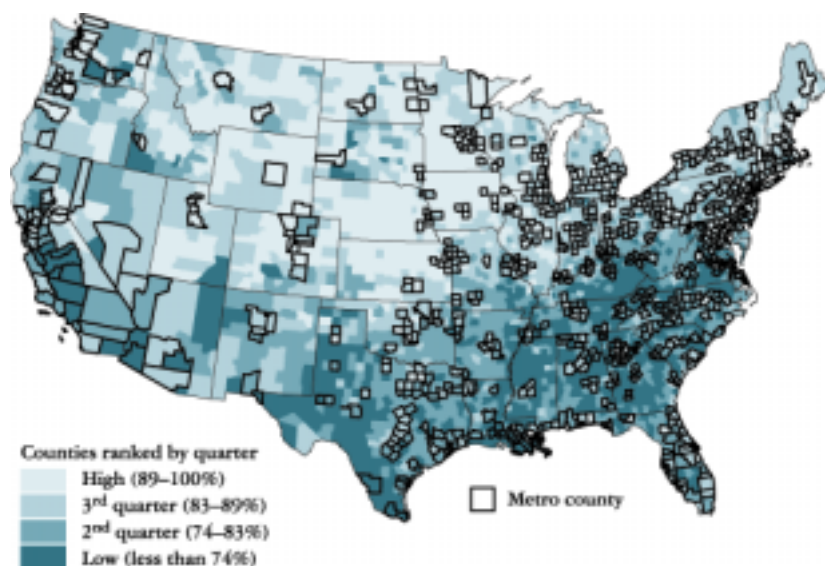 Counties ranked by quarter
High (89–100%)
3rd quarter (83–89%)
2nd quarter (74–83%)
Low (less than 74%)
Metro county